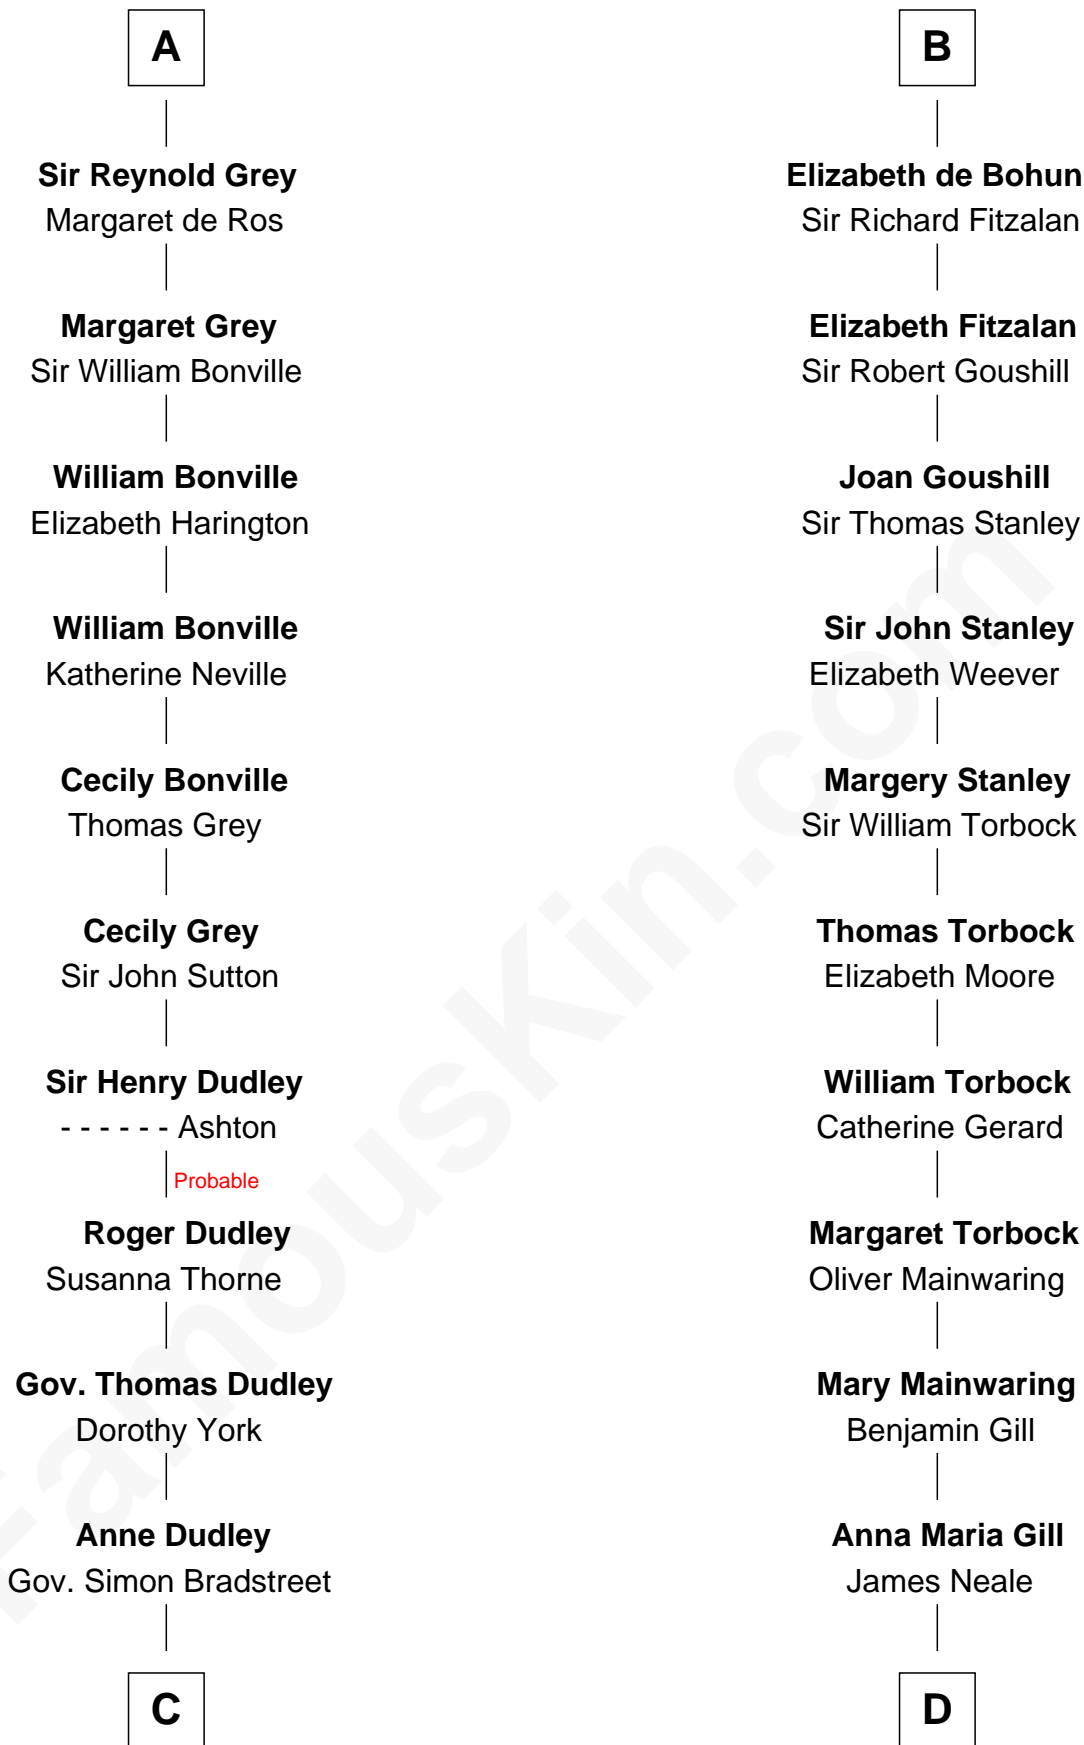 A
Sir Reynold Grey
Margaret de Ros
Margaret Grey
Sir William Bonville
William Bonville
Elizabeth Harington
William Bonville
Katherine Neville
Cecily Bonville
Thomas Grey
Cecily Grey
Sir John Sutton
Sir Henry Dudley
- - - - - - Ashton
Probable
Roger Dudley
Susanna Thorne
Gov. Thomas Dudley
Dorothy York
Anne Dudley
Gov. Simon Bradstreet
C
B
Elizabeth de Bohun
Sir Richard Fitzalan
Elizabeth Fitzalan
Sir Robert Goushill
Joan Goushill
Sir Thomas Stanley
Sir John Stanley
Elizabeth Weever
Margery Stanley
Sir William Torbock
Thomas Torbock
Elizabeth Moore
William Torbock
Catherine Gerard
Margaret Torbock
Oliver Mainwaring
Mary Mainwaring
Benjamin Gill
Anna Maria Gill
James Neale
D
FamousKin.com